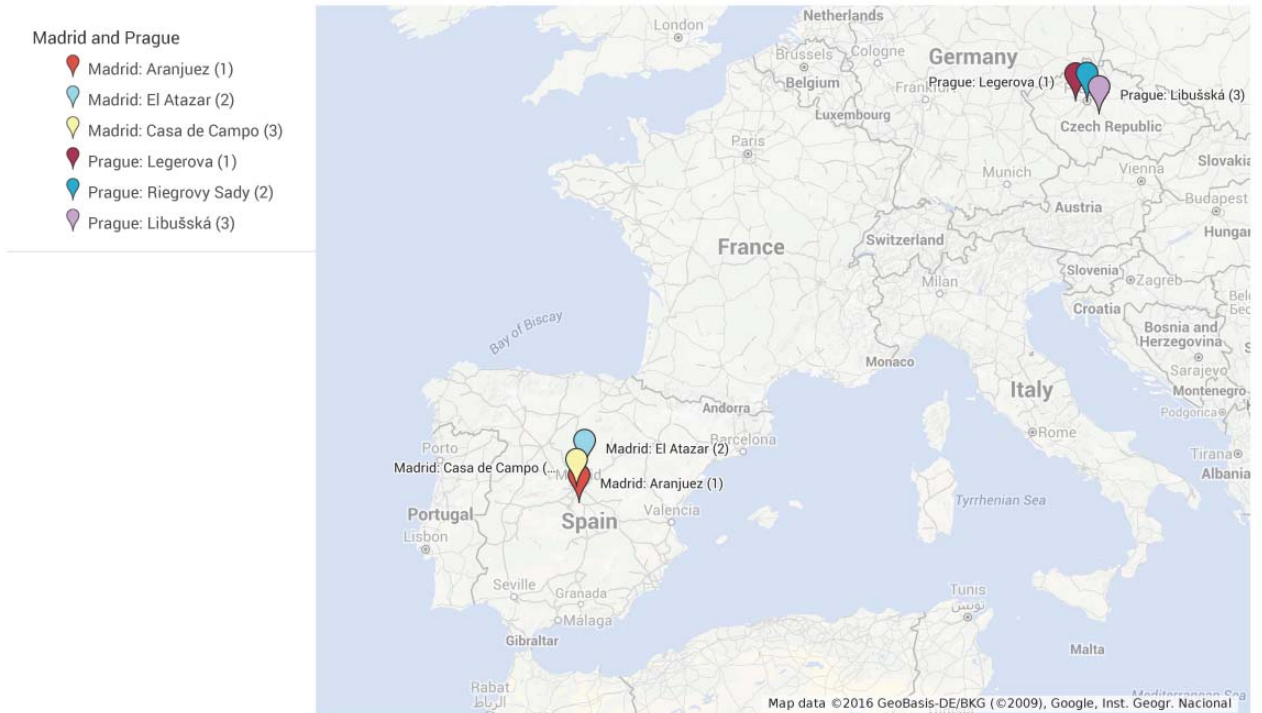 Madrid and Prague
Madrid: Aranjuez (1)
Madrid: El Atazar (2)
Madrid: Casa de Campo (3)
Prague: Legerova (1)
Prague: Riegrovy Sady (2)
Prague: Libušská (3)
London
Netherlands
Brussels
Cologne
Germany
Belgium
Prague: Legerova (1)
Prague: Libušská (3)
Luxembourg
Czech Republic
Paris
Munich
Vienna
Slovakia
Austria
Budapest
France
Switzerland
Hungar
Slovenia
Zagreb
Milan
Croatia
Bosnia and
Herzegovina
Bay of Biscay
Monaco
Sarajevo
Italy
Montenegro
Andorra
Podgorica
Rome
Porto
Barcelona
Madrid: El Atazar (2)
Tirana
Madrid: Casa de Campo (...
Albania
Madrid: Aranjuez (1)
Tyrrhenian Sea
Portugal
Valencia
Spain
Lisbon
Seville
Granada
Tunis
تونس
Málaga
Gibraltar
Malta
Rabat
الرباط
Mediterranean Sea
Map data ©2016 GeoBasis-DE/BKG (©2009), Google, Inst. Geogr. Nacional